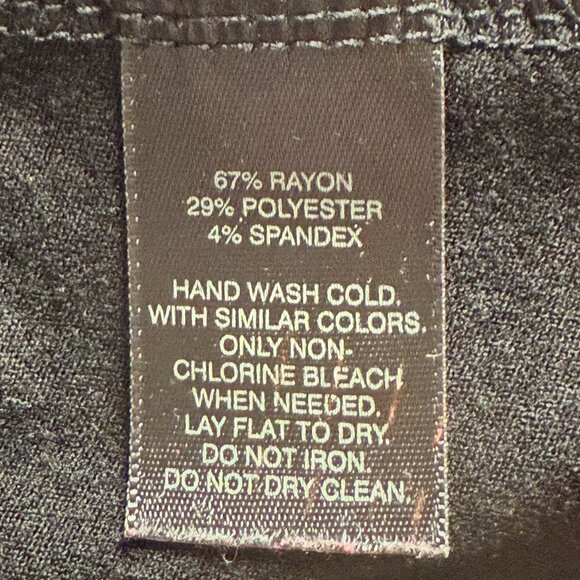 67% RAYON
29% POLYESTER
4% SPANDEX
HAND WASH COLD.
WITH SIMILAR COLORS.
ONLY NON-
CHLORINE BLEACH
WHEN NEEDED.
LAY FLAT TO DRY.
DO NOT IRON.
DO NOT DRY CLEAN.